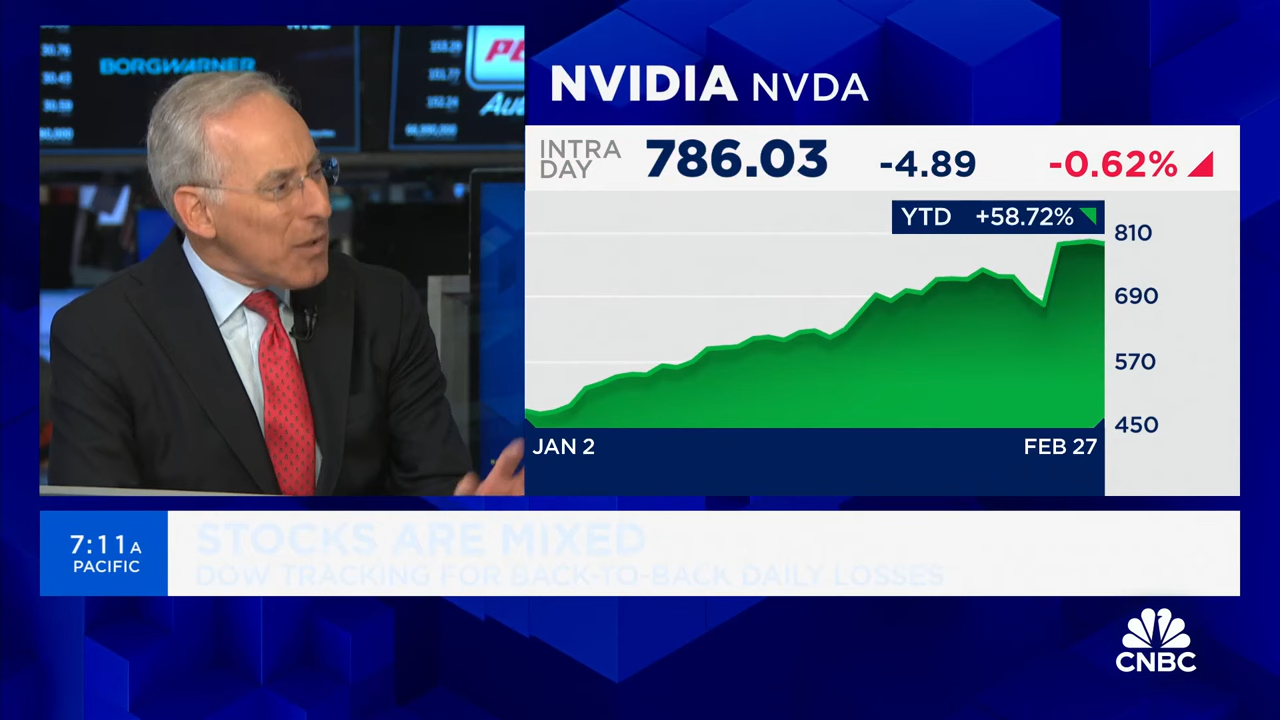 BORGWARNER
NVIDIA NVDA
INTRA DAY 786.03 -4.89 -0.62%
YTD +58.72%
810
690
570
450
JAN 2 FEB 27
7:11A
PACIFIC
STOCKS ARE MIXED
DOW TRACKING FOR BACK-TO-BACK DAILY LOSSES
CNBC